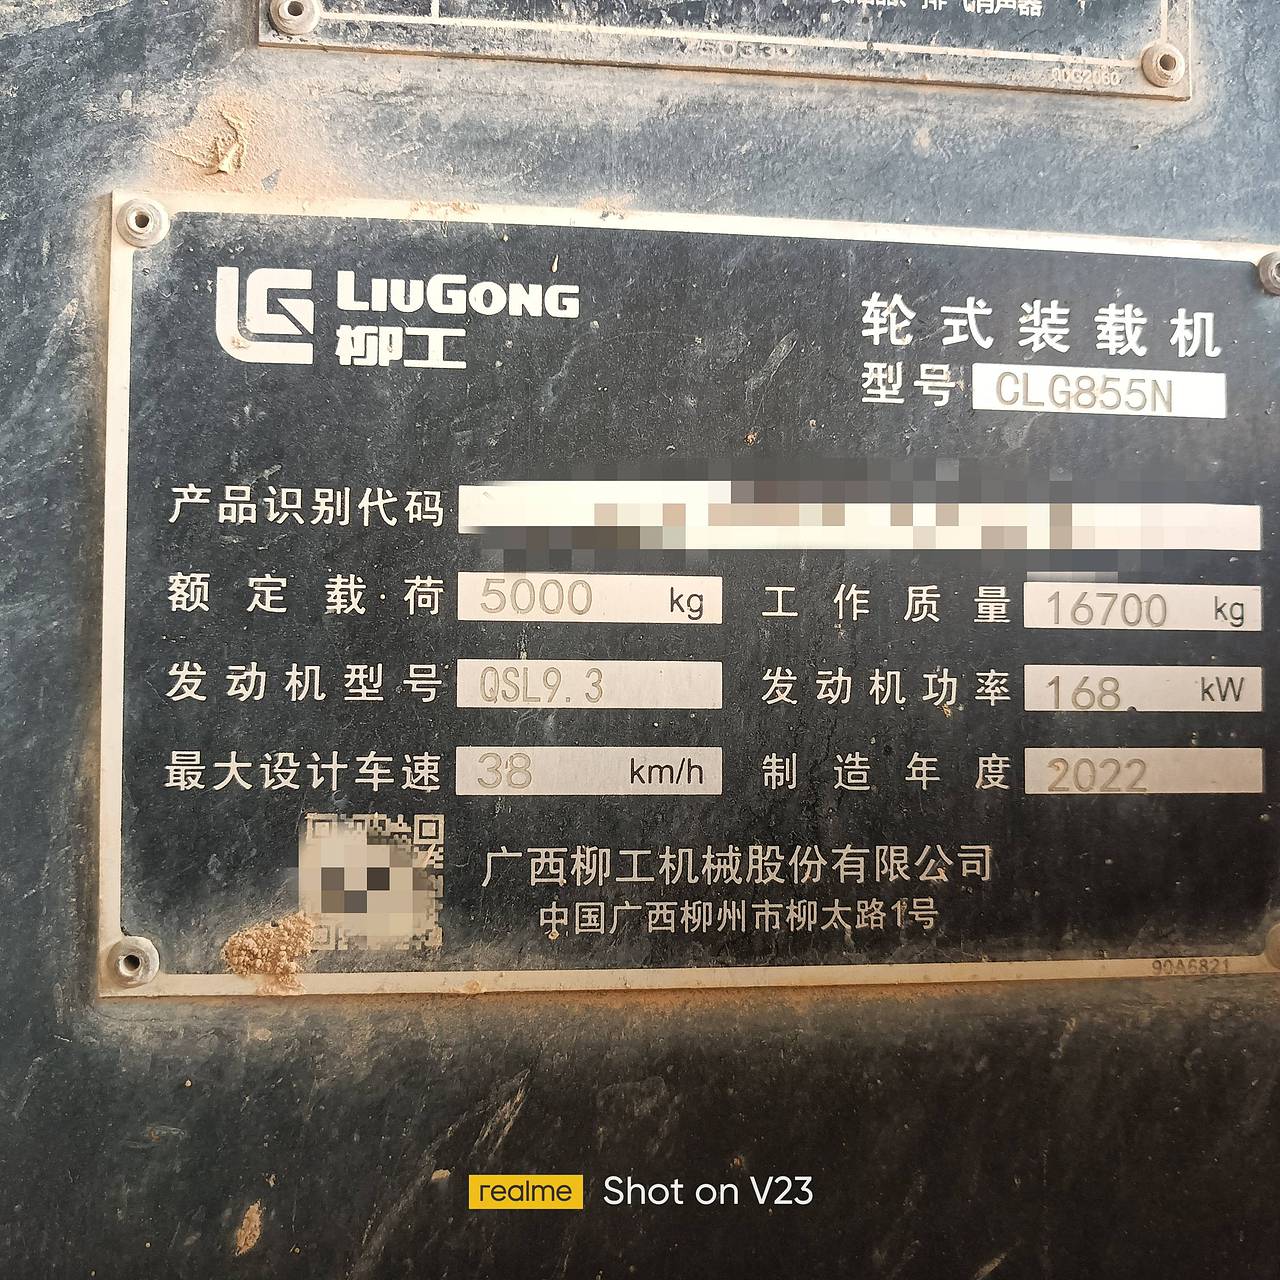 消声器
00G2060
LIUGONG
柳工
轮式装载机
型号 CLG855N
产品识别代码
额定载荷 5000 kg 工作质量 16700 kg
发动机型号 QSL9.3 发动机功率 168 kW
最大设计车速 38 km/h 制造年度 2022
广西柳工机械股份有限公司
中国广西柳州市柳太路1号
90A6821
realme Shot on V23